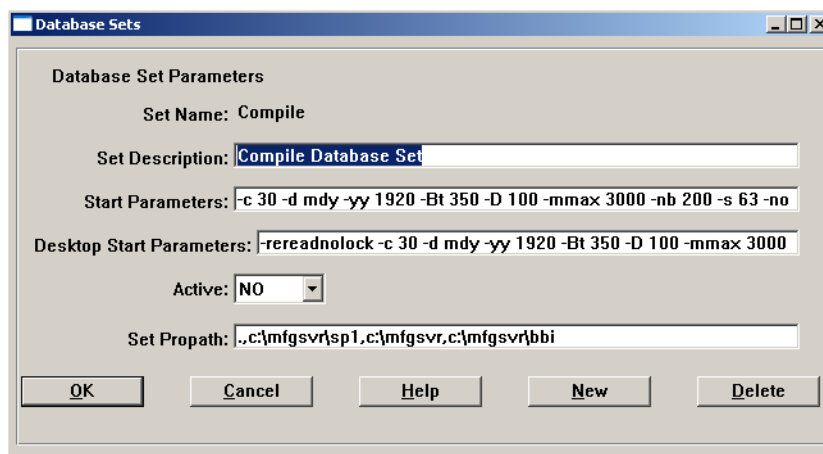 Database Sets
Database Set Parameters
Set Name: Compile
Set Description: Compile Database Set
Start Parameters: -c 30 -d mdy -yy 1920 -Bt 350 -D 100 -mmax 3000 -nb 200 -s 63 -no
Desktop Start Parameters: -rereadnolock -c 30 -d mdy -yy 1920 -Bt 350 -D 100 -mmax 3000
Active: NO
Set Propath: .,c:\mfgsvr\sp1,c:\mfgsvr,c:\mfgsvr\bbi
OK Cancel Help New Delete